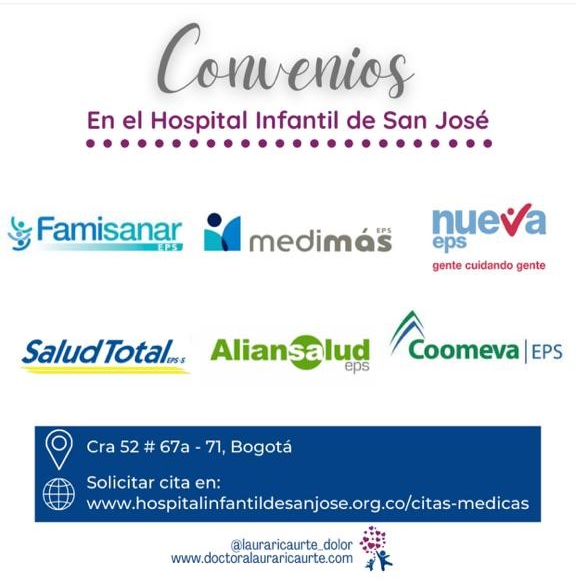 Convenios
En el Hospital Infantil de San José
Famisanar
EPS
medimás
EPS
nueva
eps
gente cuidando gente
Salud Total EPS-S
Aliansalud
eps
Coomeva | EPS
Cra 52 # 67a - 71, Bogotá
Solicitar cita en:
www.hospitalinfantildesanjose.org.co/citas-medicas
@lauraricaurte_dolor
www.doctoralauraricaurte.com